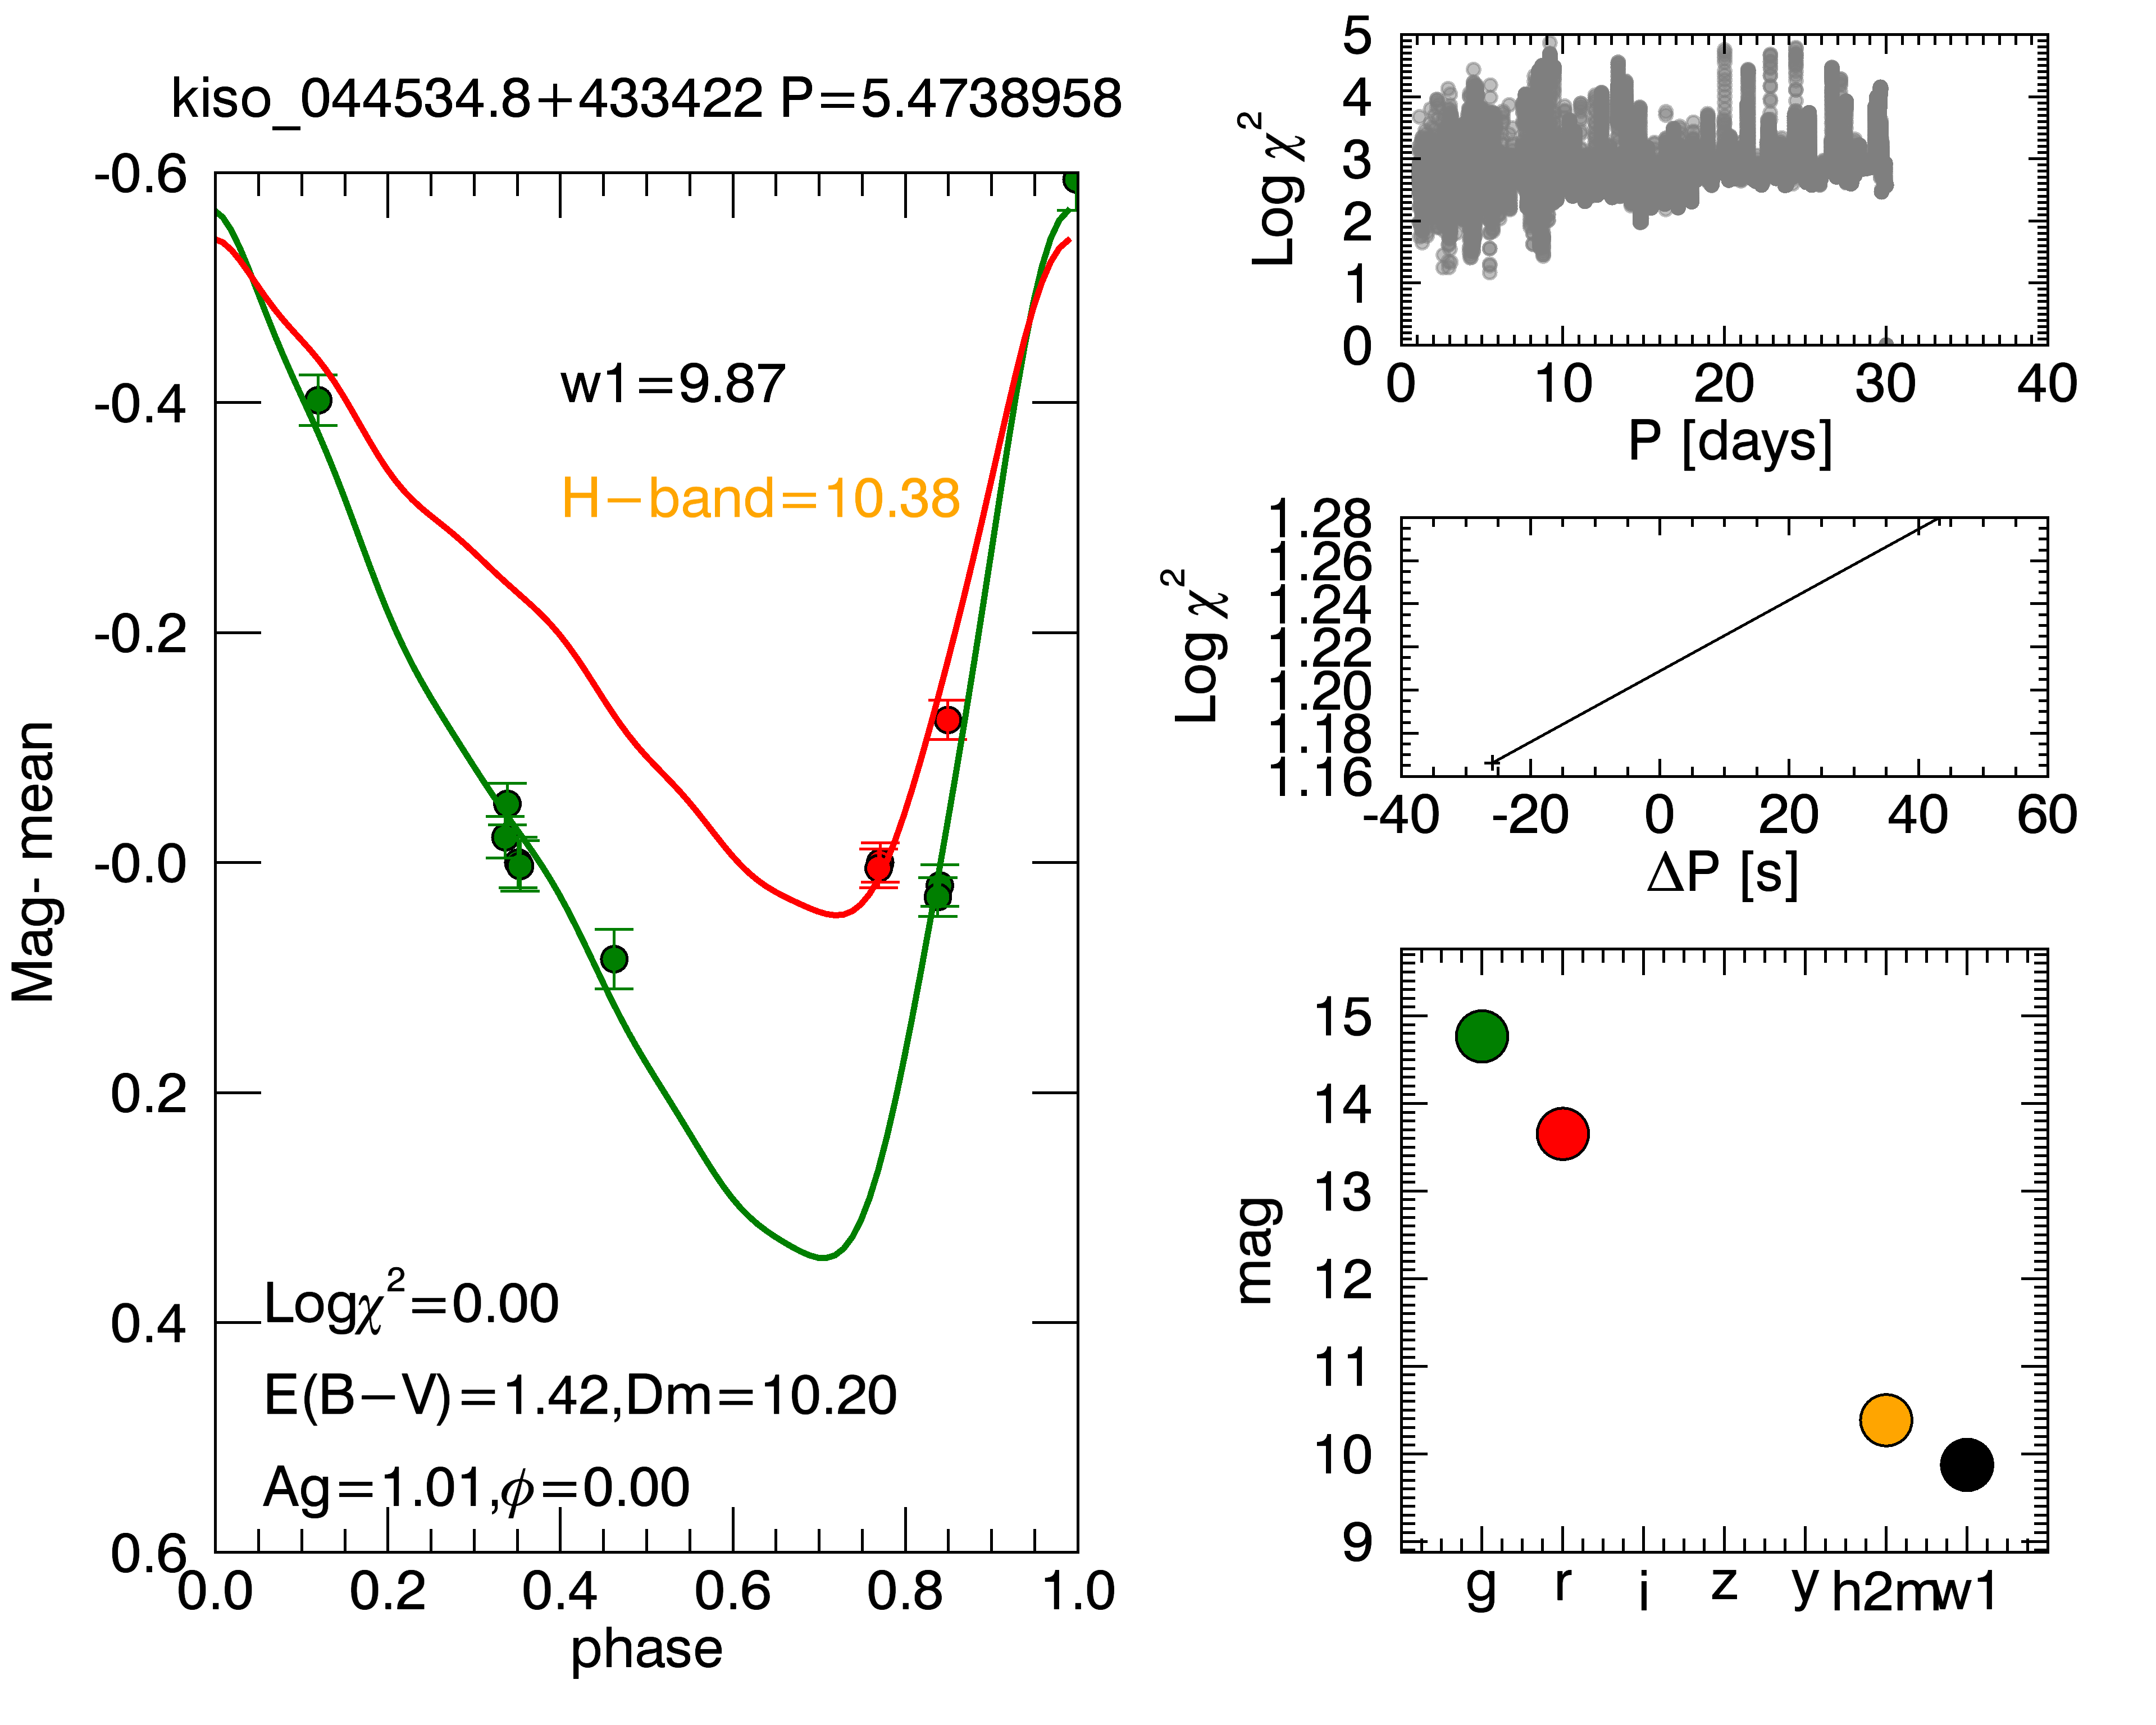 kiso_044534.8+433422 P=5.4738958
-0.6
-0.4
-0.2
-0.0
0.2
0.4
0.6
Mag- mean
w1=9.87
H-band=10.38
Logχ²=0.00
E(B-V)=1.42,Dm=10.20
Ag=1.01,ϕ=0.00
0.0 0.2 0.4 0.6 0.8 1.0
phase
5
4
3
2
1
0
Log χ²
0 10 20 30 40
P [days]
1.28
1.26
1.24
1.22
1.20
1.18
1.16
Log χ²
-40 -20 0 20 40 60
ΔP [s]
15
14
13
12
11
10
9
mag
g r i z y h2m w1